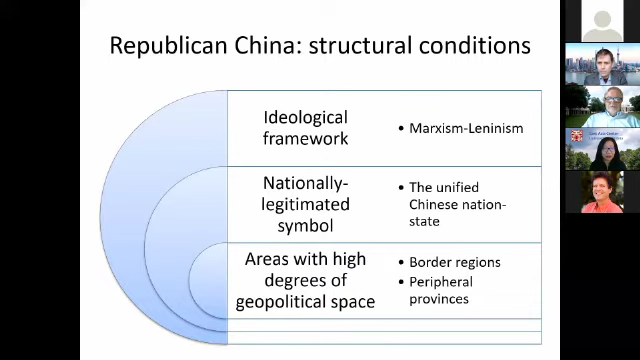 Republican China: structural conditions
Ideological
framework
• Marxism-Leninism
Nationally-
legitimated
symbol
• The unified
Chinese nation-
state
Areas with high
degrees of
geopolitical space
• Border regions
• Peripheral
provinces